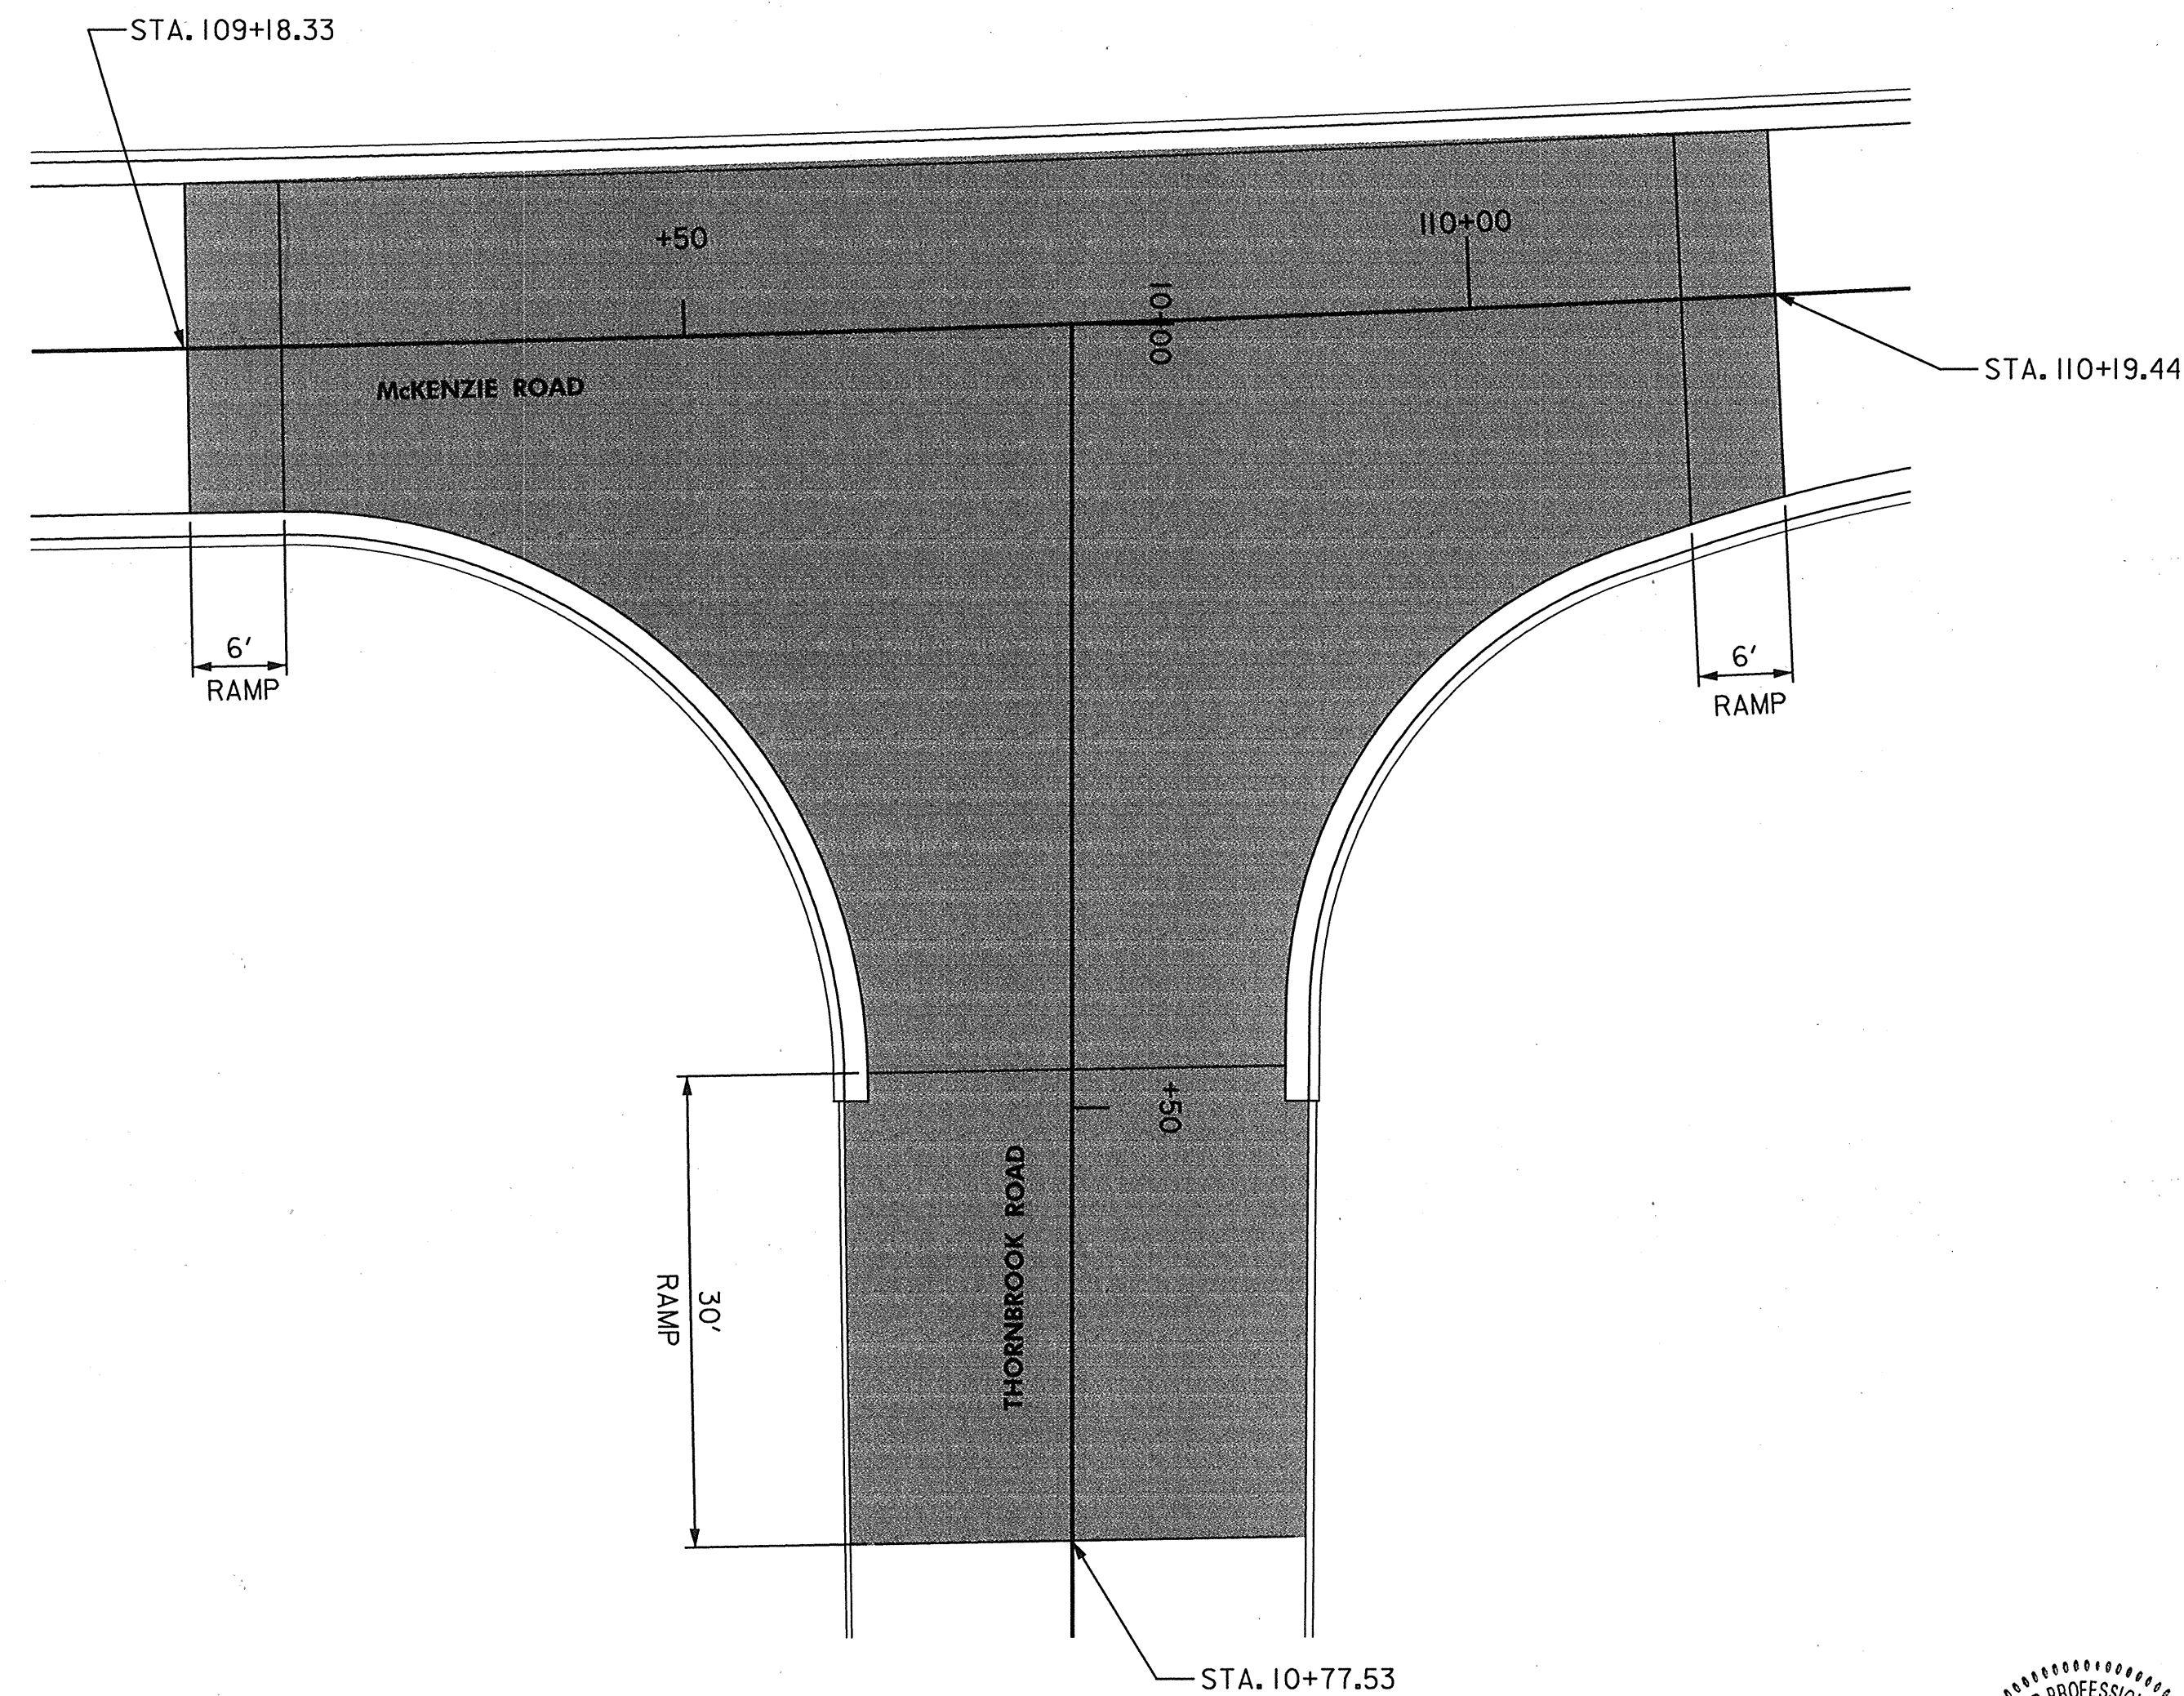 STA. 109+18.33
+50
110+00
10+00
STA. 110+19.44
McKENZIE ROAD
6'
RAMP
6'
RAMP
+50
THORNBROOK ROAD
30'
RAMP
STA. 10+77.53